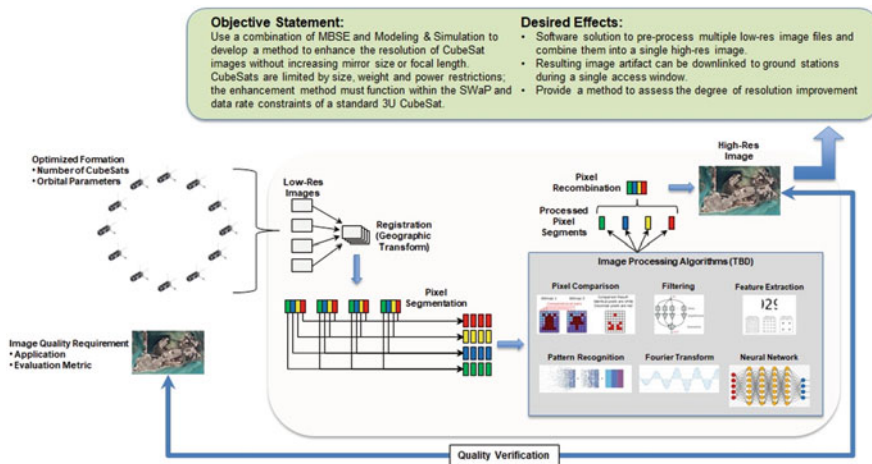 Objective Statement:
Use a combination of MBSE and Modeling & Simulation to
develop a method to enhance the resolution of CubeSat
images without increasing mirror size or focal length.
CubeSats are limited by size, weight and power restrictions;
the enhancement method must function within the SWaP and
data rate constraints of a standard 3U CubeSat.
Desired Effects:
• Software solution to pre-process multiple low-res image files and
combine them into a single high-res image.
• Resulting image artifact can be downlinked to ground stations
during a single access window.
• Provide a method to assess the degree of resolution improvement
Optimized Formation
• Number of CubeSats
• Orbital Parameters
Low-Res
Images
Registration
(Geographic
Transform)
Pixel
Segmentation
High-Res
Image
Pixel
Recombination
Processed
Pixel
Segments
Image Processing Algorithms (TBD)
Pixel Comparison
Filtering
Feature Extraction
Pattern Recognition
Fourier Transform
Neural Network
Image Quality Requirement
• Application
• Evaluation Metric
Quality Verification